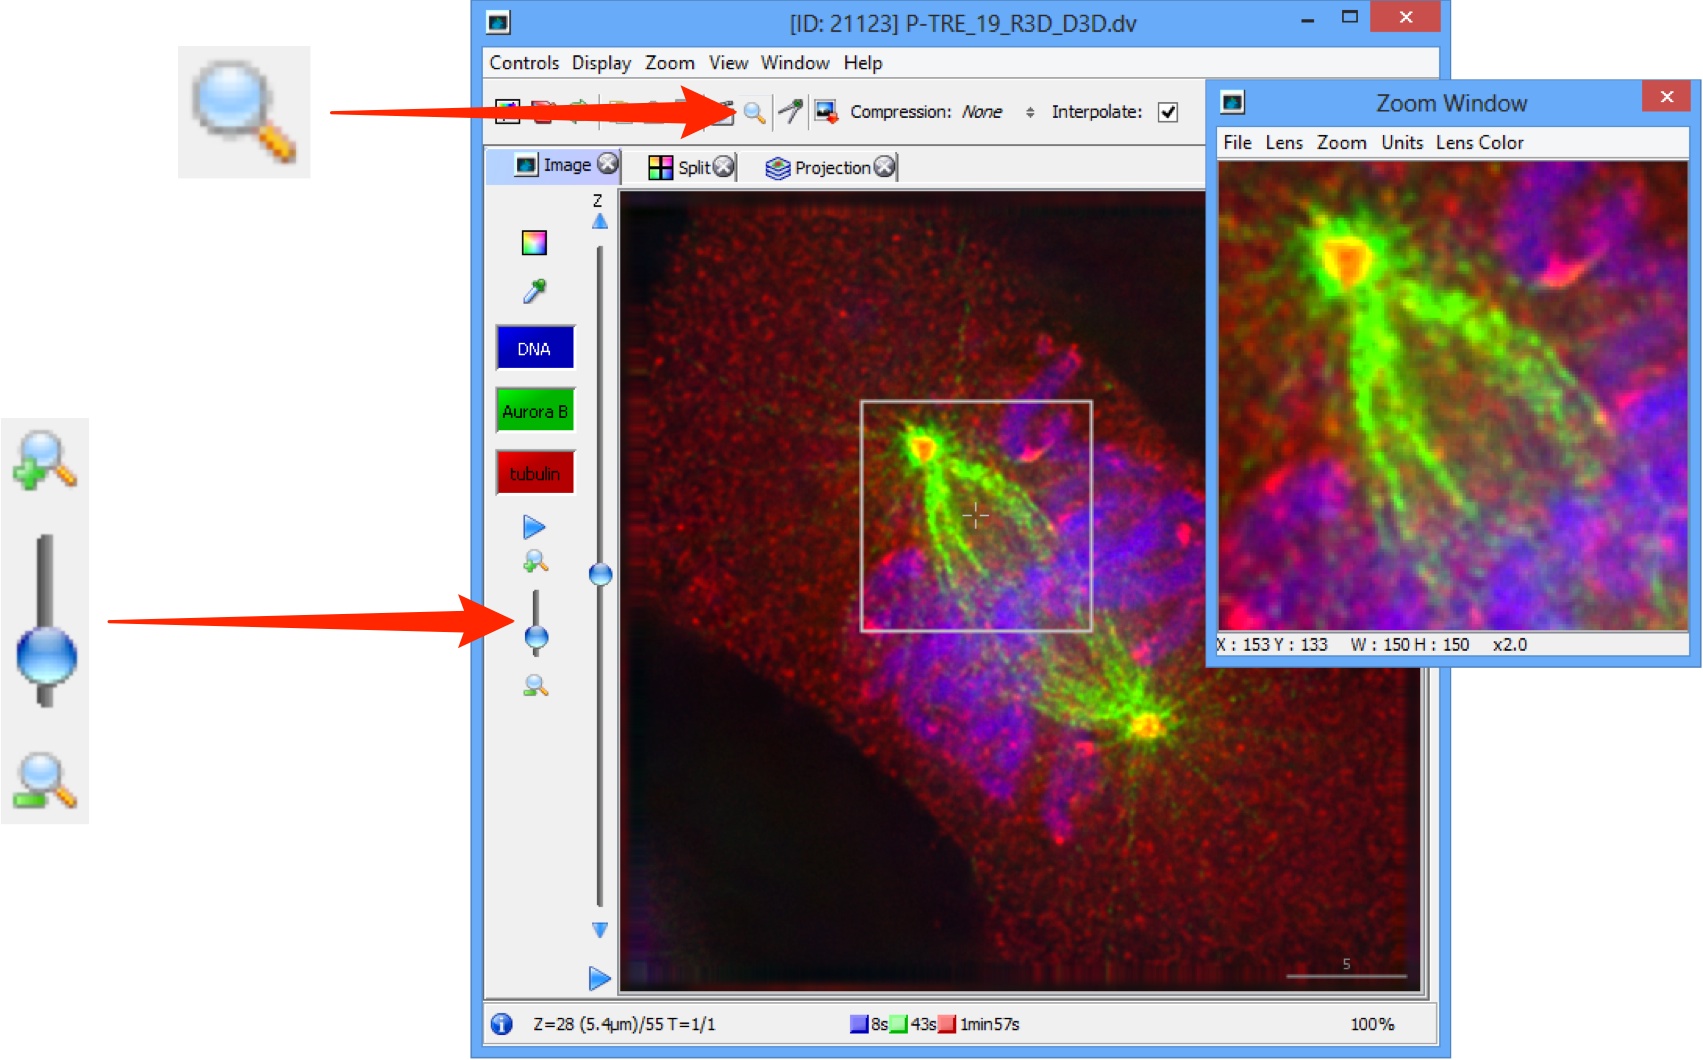 [ID: 21123] P-TRE_19_R3D_D3D.dv
Controls Display Zoom View Window Help
Compression: None Interpolate:
Image Split Projection
Z
DNA
Aurora B
tubulin
5
Z=28 (5.4µm)/55 T=1/1 8s 43s 1min57s 100%
Zoom Window
File Lens Zoom Units Lens Color
X : 153 Y : 133 W : 150 H : 150 x2.0